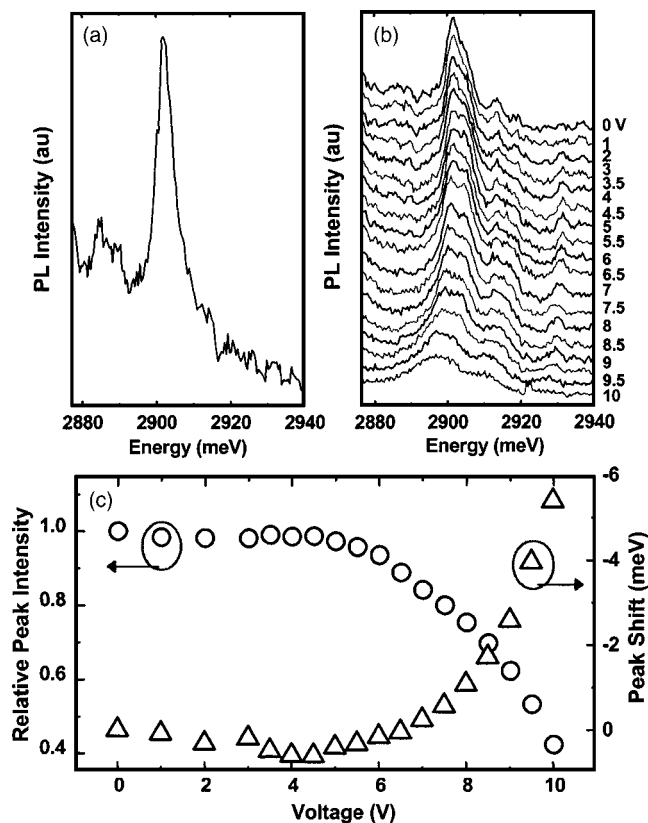 (a)
PL Intensity (au)
2880 2900 2920 2940
Energy (meV)
(b)
PL Intensity (au)
0 V
1
2
3
3.5
4
4.5
5
5.5
6
6.5
7
7.5
8
8.5
9
9.5
10
2880 2900 2920 2940
Energy (meV)
(c)
Relative Peak Intensity
1.0
0.8
0.6
0.4
-6
-4
-2
0
Peak Shift (meV)
0 2 4 6 8 10
Voltage (V)